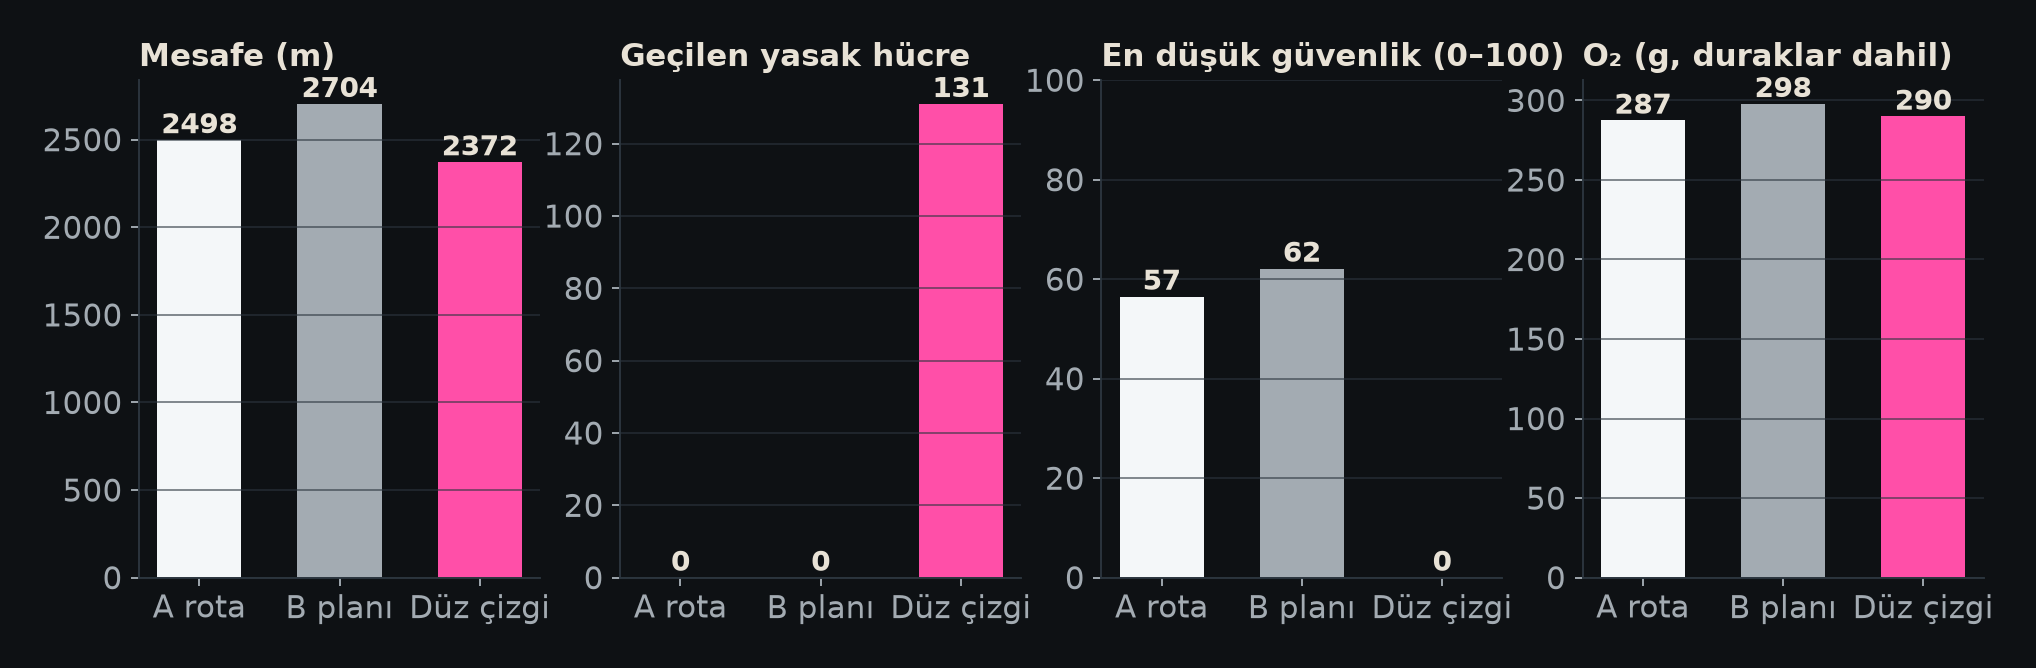 Mesafe (m)
2500
2000
1500
1000
500
0
2498
2704
2372
A rota
B planı
Düz çizgi
Geçilen yasak hücre
120
100
80
60
40
20
0
0
0
131
A rota
B planı
Düz çizgi
En düşük güvenlik (0–100)
100
80
60
40
20
0
57
62
0
A rota
B planı
Düz çizgi
O₂ (g, duraklar dahil)
300
250
200
150
100
50
0
287
298
290
A rota
B planı
Düz çizgi